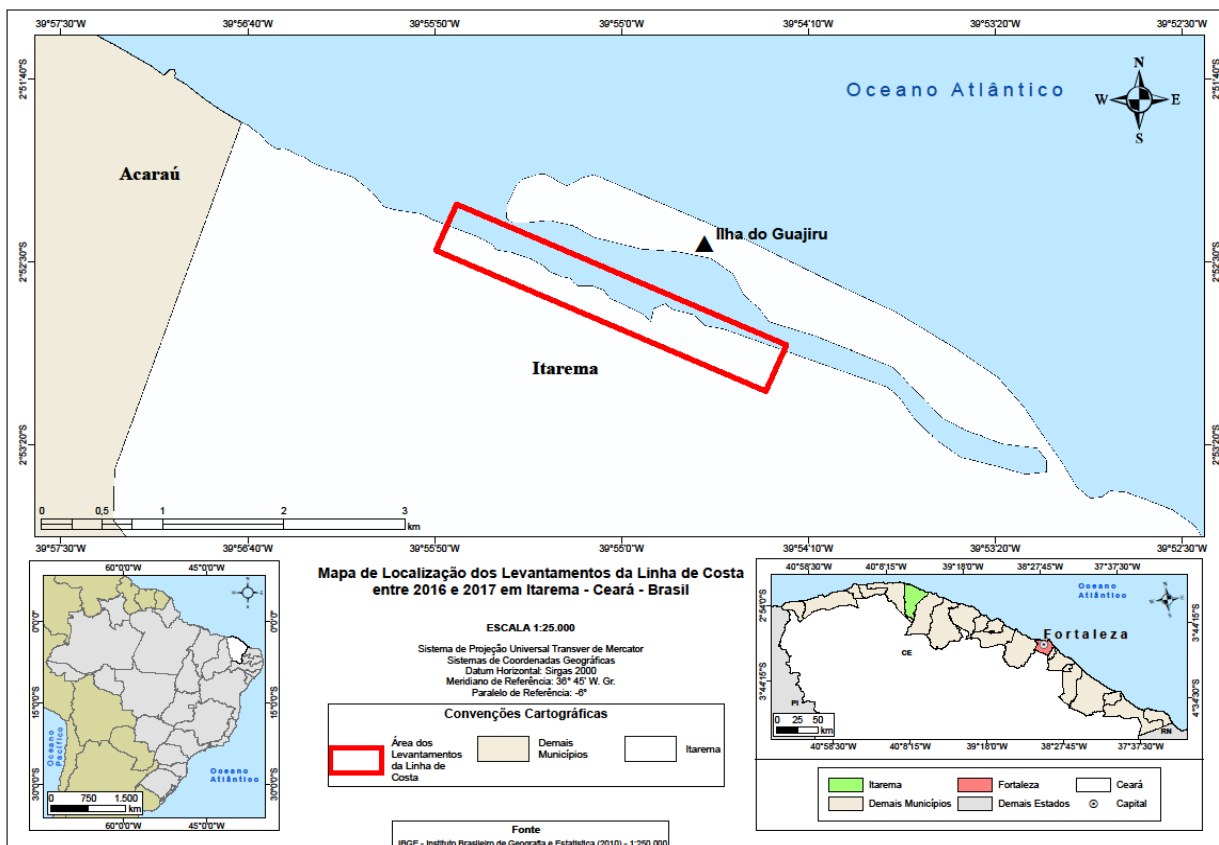 39°57'30"W 39°56'40"W 39°55'50"W 39°55'0"W 39°54'10"W 39°53'20"W 39°52'30"W
2°51'40"S
2°51'40"S
Oceano Atlântico
N
W E
S
Acaraú
Ilha do Guajiru
2°52'30"S
2°52'30"S
Itarema
2°53'20"S
2°53'20"S
0 0,5 1 2 3
km
39°57'30"W 39°56'40"W 39°55'50"W 39°55'0"W 39°54'10"W 39°53'20"W 39°52'30"W
60°0'0"W 45°0'0"W
0°0'0"
0°0'0"
15°0'0"S
15°0'0"S
30°0'0"S
30°0'0"S
Oceano
Pacífico
Oceano
Atlântico
0 750 1.500
km
60°0'0"W 45°0'0"W
Mapa de Localização dos Levantamentos da Linha de Costa
entre 2016 e 2017 em Itarema - Ceará - Brasil
ESCALA 1:25.000
Sistema de Projeção Universal Transver de Mercator
Sistemas de Coordenadas Geográficas
Datum Horizontal: Sirgas 2000
Meridiano de Referência: 36° 45' W. Gr.
Paralelo de Referência: -6°
Convenções Cartográficas
Área dos
Levantamentos
da Linha de
Costa
Demais
Municípios
Itarema
Fonte
IBGE - Instituto Brasileiro de Geografia e Estatística (2010) - 1:250.000
40°58'30"W 40°8'15"W 39°18'0"W 38°27'45"W 37°37'30"W
Oceano
Atlântico
2°54'0"S
3°44'15"S
Fortaleza
CE
3°44'15"S
4°34'30"S
PI
RN
0 25 50
km
40°58'30"W 40°8'15"W 39°18'0"W 38°27'45"W 37°37'30"W
Itarema
Fortaleza
Ceará
Demais Municípios
Demais Estados
Capital